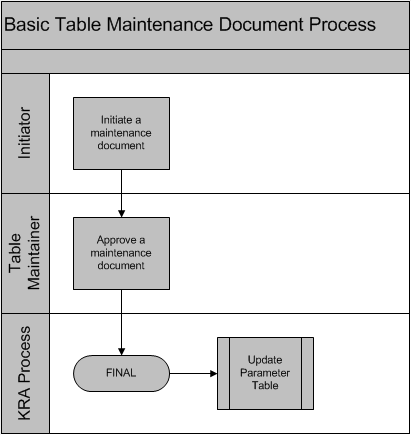 Basic Table Maintenance Document Process
Initiator
Initiate a
maintenance
document
Table
Maintainer
Approve a
maintenance
document
KRA Process
FINAL
Update
Parameter
Table